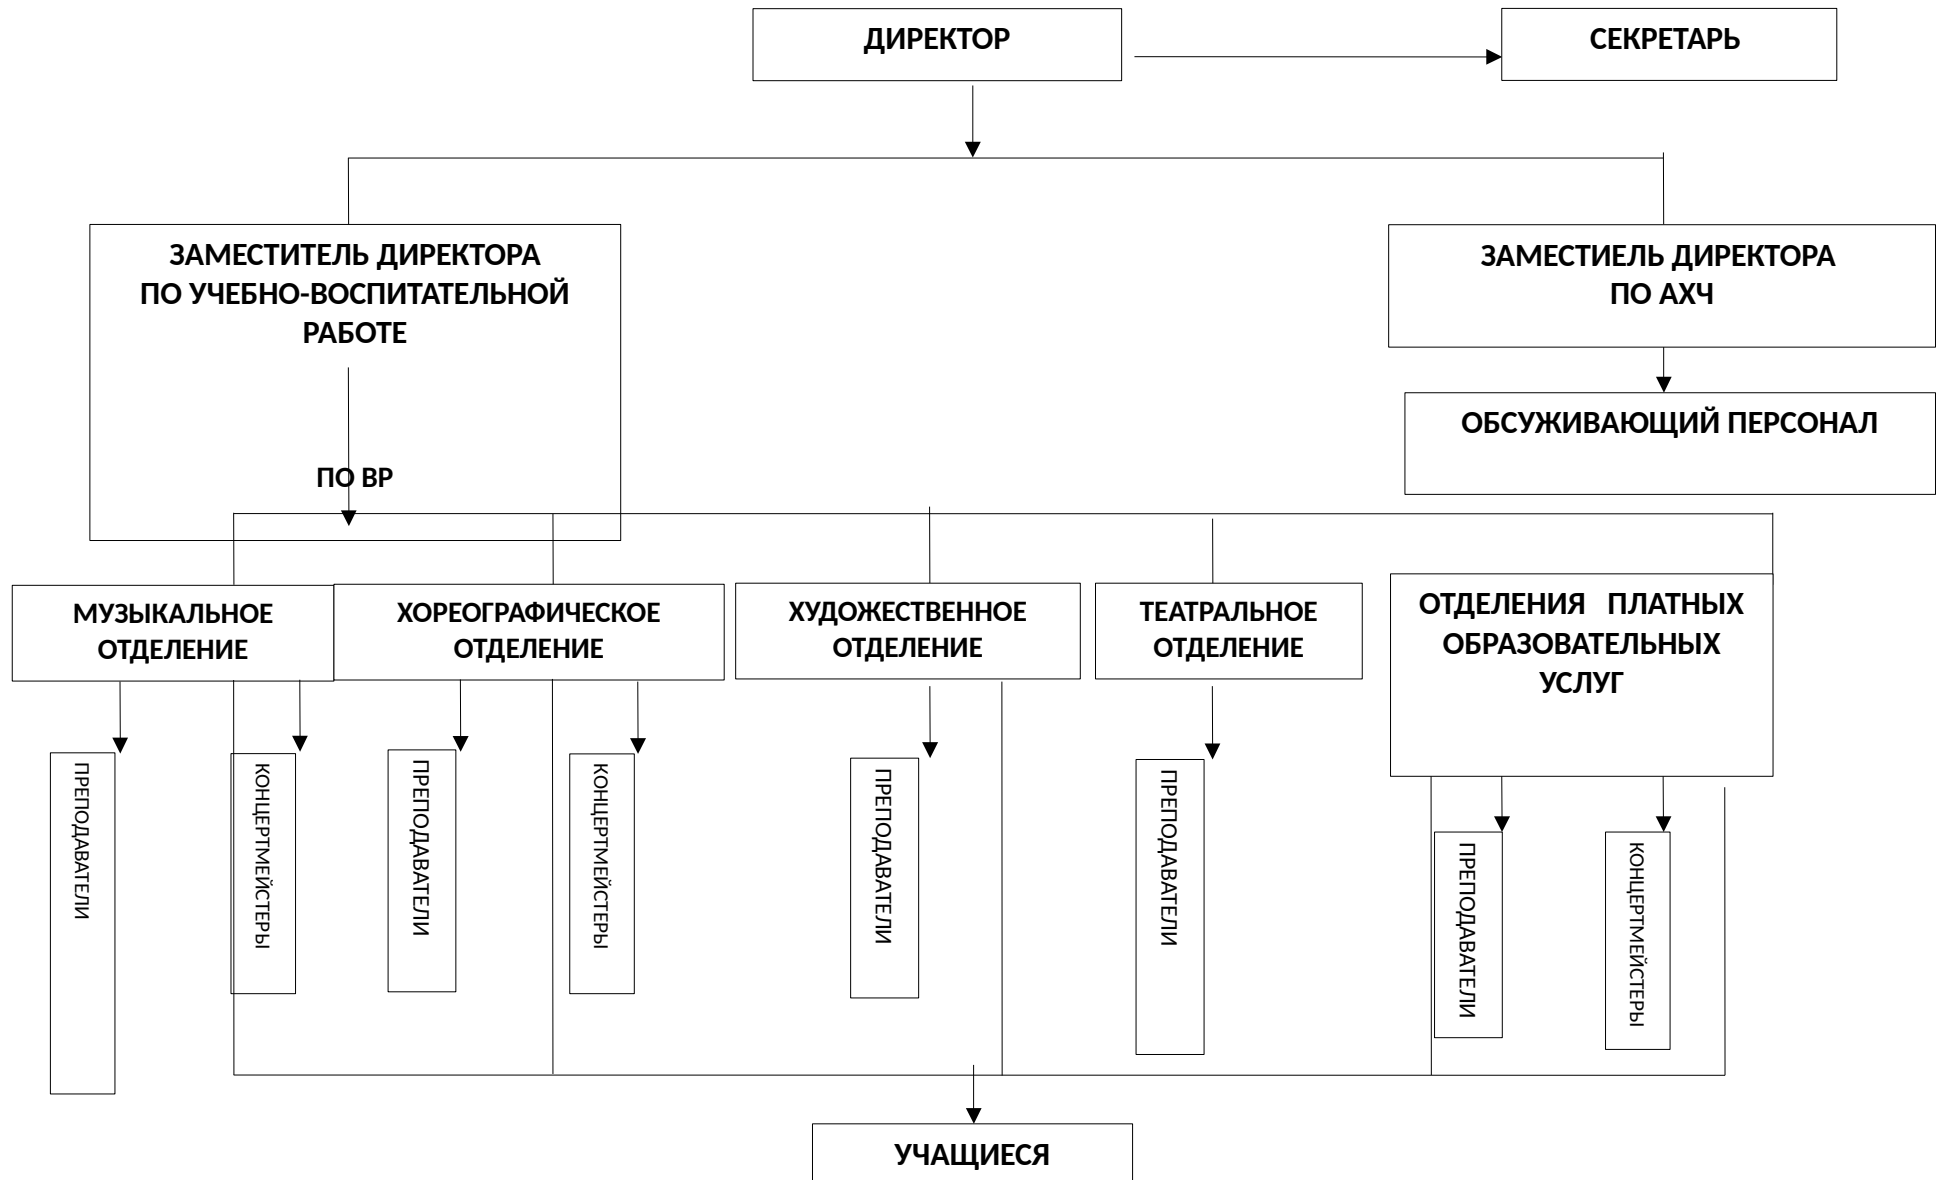 ДИРЕКТОР
СЕКРЕТАРЬ
ЗАМЕСТИТЕЛЬ ДИРЕКТОРА
ПО УЧЕБНО-ВОСПИТАТЕЛЬНОЙ
РАБОТЕ
ПО ВР
ЗАМЕСТИЕЛЬ ДИРЕКТОРА
ПО АХЧ
ОБСУЖИВАЮЩИЙ ПЕРСОНАЛ
МУЗЫКАЛЬНОЕ
ОТДЕЛЕНИЕ
ХОРЕОГРАФИЧЕСКОЕ
ОТДЕЛЕНИЕ
ХУДОЖЕСТВЕННОЕ
ОТДЕЛЕНИЕ
ТЕАТРАЛЬНОЕ
ОТДЕЛЕНИЕ
ОТДЕЛЕНИЯ ПЛАТНЫХ
ОБРАЗОВАТЕЛЬНЫХ
УСЛУГ
ПРЕПОДАВАТЕЛИ
КОНЦЕРТМЕЙСТЕРЫ
ПРЕПОДАВАТЕЛИ
КОНЦЕРТМЕЙСТЕРЫ
ПРЕПОДАВАТЕЛИ
ПРЕПОДАВАТЕЛИ
ПРЕПОДАВАТЕЛИ
КОНЦЕРТМЕЙСТЕРЫ
УЧАЩИЕСЯ